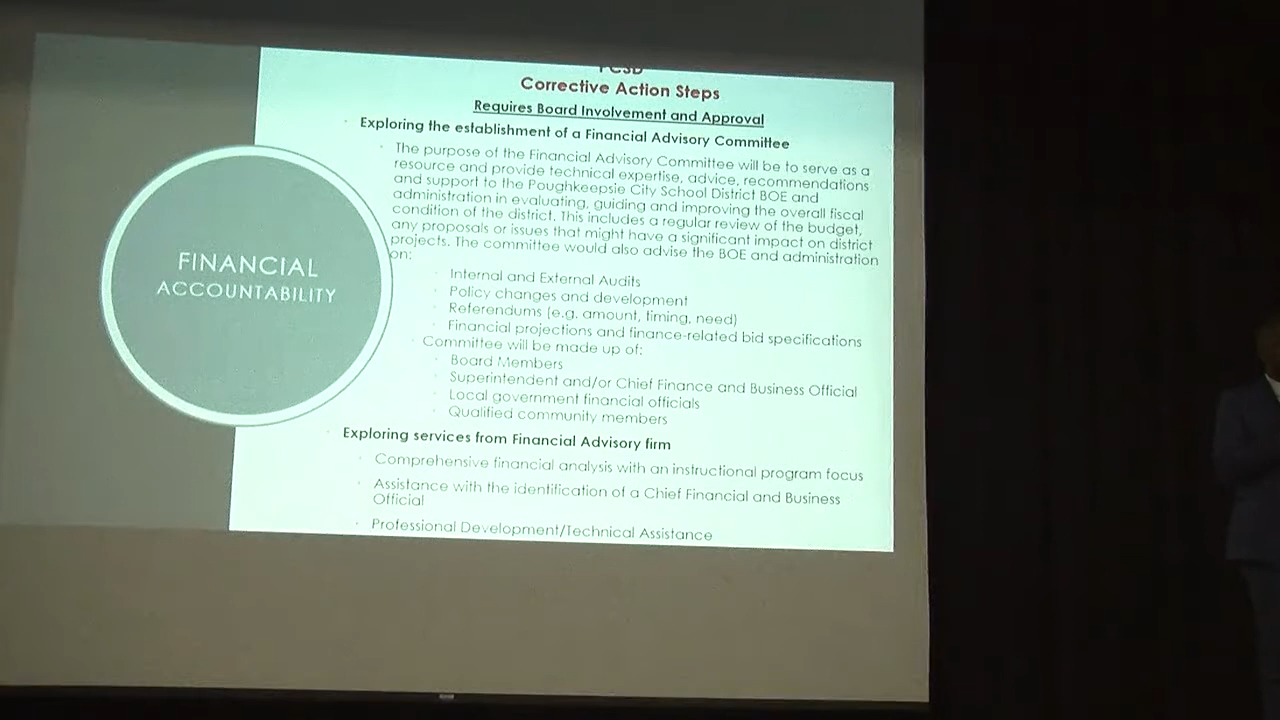 FINANCIAL
ACCOUNTABILITY
PCSD
Corrective Action Steps
Requires Board Involvement and Approval
Exploring the establishment of a Financial Advisory Committee
The purpose of the Financial Advisory Committee will be to serve as a
resource and provide technical expertise, advice, recommendations
and support to the Poughkeepsie City School District BOE and
administration in evaluating, guiding and improving the overall fiscal
condition of the district. This includes a regular review of the budget,
any proposals or issues that might have a significant impact on district
projects. The committee would also advise the BOE and administration
on:
Internal and External Audits
Policy changes and development
Referendums (e.g. amount, timing, need)
Financial projections and finance-related bid specifications
Committee will be made up of:
Board Members
Superintendent and/or Chief Finance and Business Official
Local government financial officials
Qualified community members
Exploring services from Financial Advisory firm
Comprehensive financial analysis with an instructional program focus
Assistance with the identification of a Chief Financial and Business
Official
Professional Development/Technical Assistance